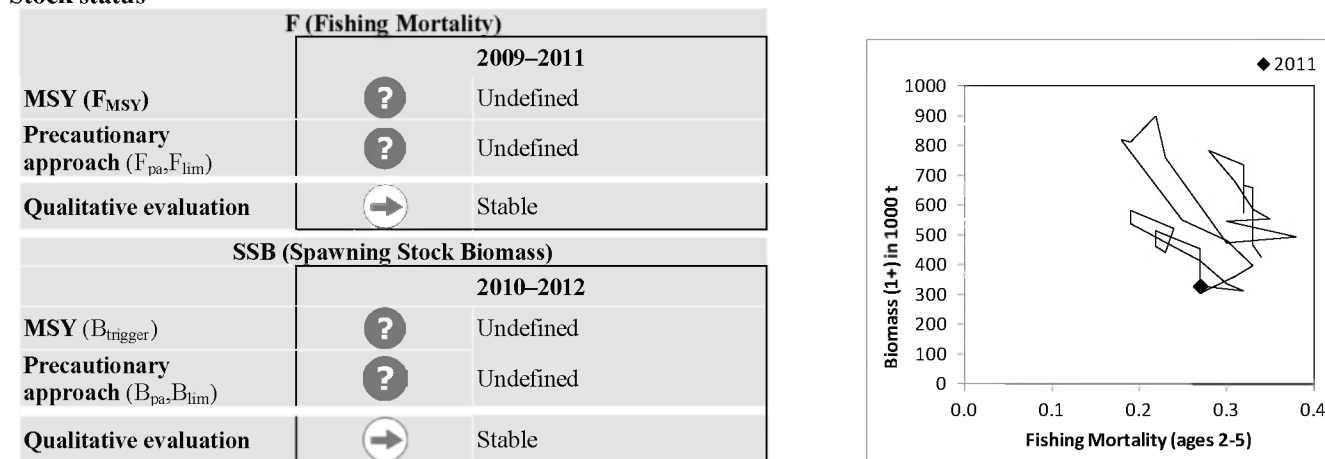 Stock status
F (Fishing Mortality)
2009–2011
MSY (FMSY) ? Undefined
Precautionary
approach (Fpa,Flim) ? Undefined
Qualitative evaluation Stable
SSB (Spawning Stock Biomass)
2010–2012
MSY (Btrigger) ? Undefined
Precautionary
approach (Bpa,Blim) ? Undefined
Qualitative evaluation Stable
2011
1000
900
800
700
600
500
400
300
200
100
0
Biomass (1+) in 1000 t
0.0 0.1 0.2 0.3 0.4
Fishing Mortality (ages 2-5)